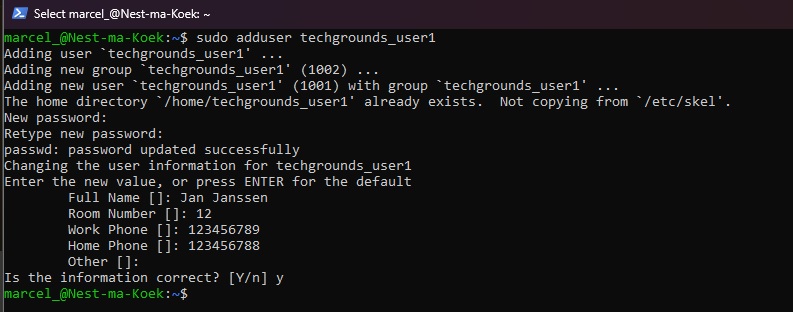 Select marcel_@Nest-ma-Koek: ~
marcel_@Nest-ma-Koek:~$ sudo adduser techgrounds_user1
Adding user `techgrounds_user1' ...
Adding new group `techgrounds_user1' (1002) ...
Adding new user `techgrounds_user1' (1001) with group `techgrounds_user1' ...
The home directory `/home/techgrounds_user1' already exists.  Not copying from `/etc/skel'.
New password:
Retype new password:
passwd: password updated successfully
Changing the user information for techgrounds_user1
Enter the new value, or press ENTER for the default
        Full Name []: Jan Janssen
        Room Number []: 12
        Work Phone []: 123456789
        Home Phone []: 123456788
        Other []:
Is the information correct? [Y/n] y
marcel_@Nest-ma-Koek:~$